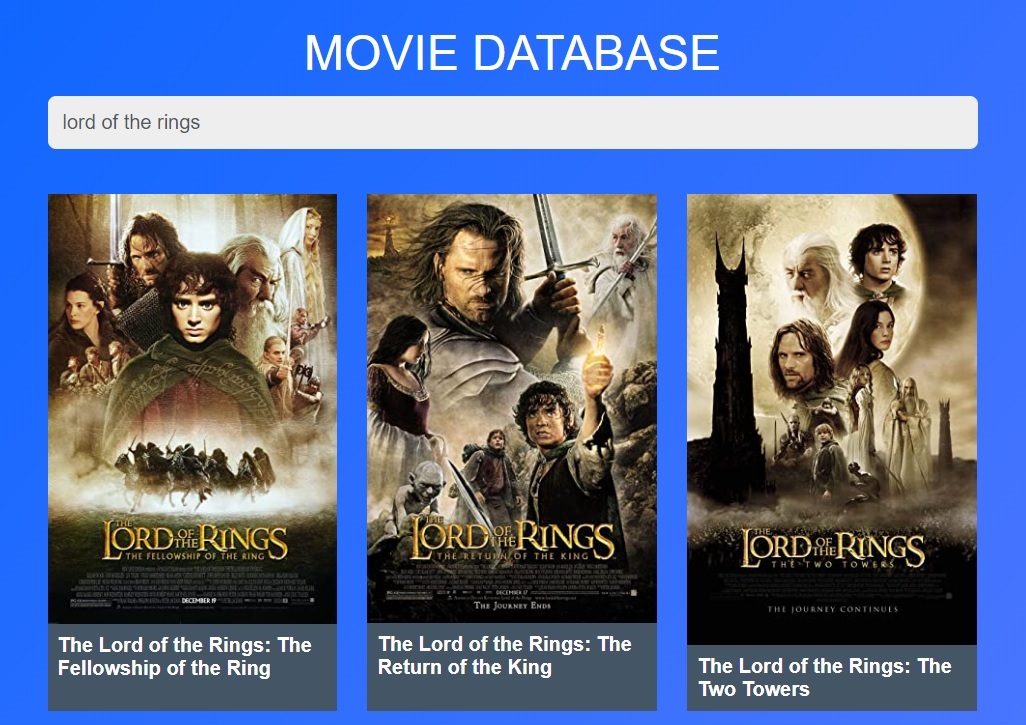 MOVIE DATABASE
lord of the rings
THE
LORD OF THE RINGS
THE FELLOWSHIP OF THE RING
DECEMBER 19
The Lord of the Rings: The
Fellowship of the Ring
THE
LORD OF THE RINGS
THE RETURN OF THE KING
DECEMBER 17
THE JOURNEY ENDS
The Lord of the Rings: The
Return of the King
THE
LORD OF THE RINGS
THE TWO TOWERS
THE JOURNEY CONTINUES
The Lord of the Rings: The
Two Towers